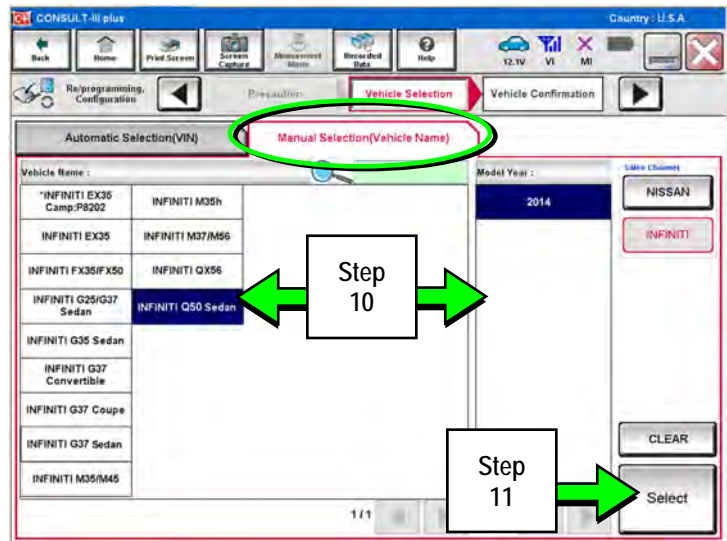 CONSULT-III plus
Country : U.S.A.
Back
Home
Print Screen
Screen
Capture
Measurement
Mode
Recorded
Data
Help
12.1V
VI
MI
Re/programming,
Configuration
Precaution
Vehicle Selection
Vehicle Confirmation
Automatic Selection(VIN)
Manual Selection(Vehicle Name)
Vehicle Name :
Model Year :
Sales Channel
*INFINITI EX35
Camp:P8202
INFINITI M35h
2014
NISSAN
INFINITI EX35
INFINITI M37/M56
INFINITI
INFINITI FX35/FX50
INFINITI QX56
Step
10
INFINITI G25/G37
Sedan
INFINITI Q50 Sedan
INFINITI G35 Sedan
INFINITI G37
Convertible
INFINITI G37 Coupe
INFINITI G37 Sedan
CLEAR
INFINITI M35/M45
Step
11
Select
1/1